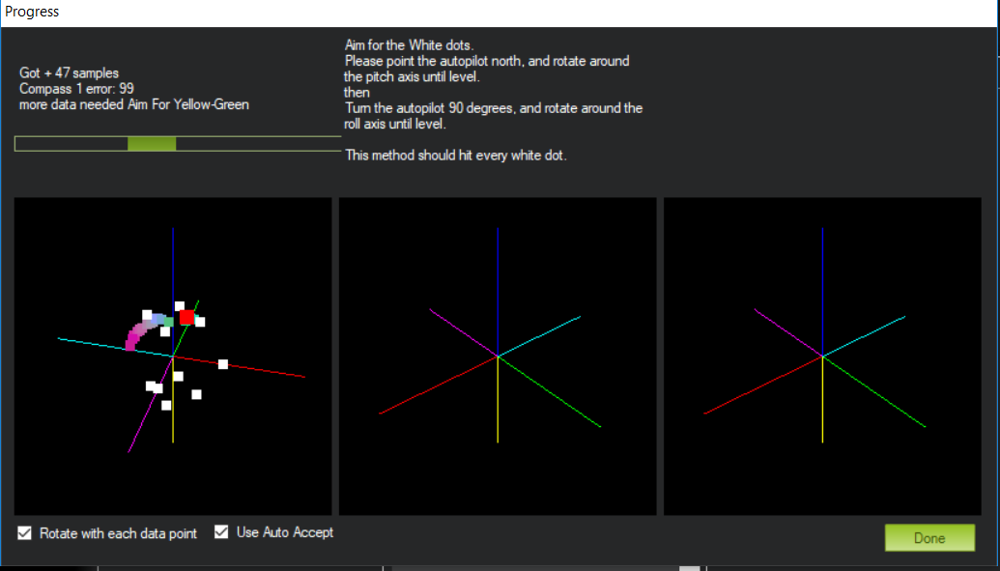 Progress
Got + 47 samples
Compass 1 error: 99
more data needed Aim For Yellow-Green
Aim for the White dots.
Please point the autopilot north, and rotate around
the pitch axis until level.
then
Turn the autopilot 90 degrees, and rotate around the
roll axis until level.
This method should hit every white dot.
Rotate with each data point
Use Auto Accept
Done